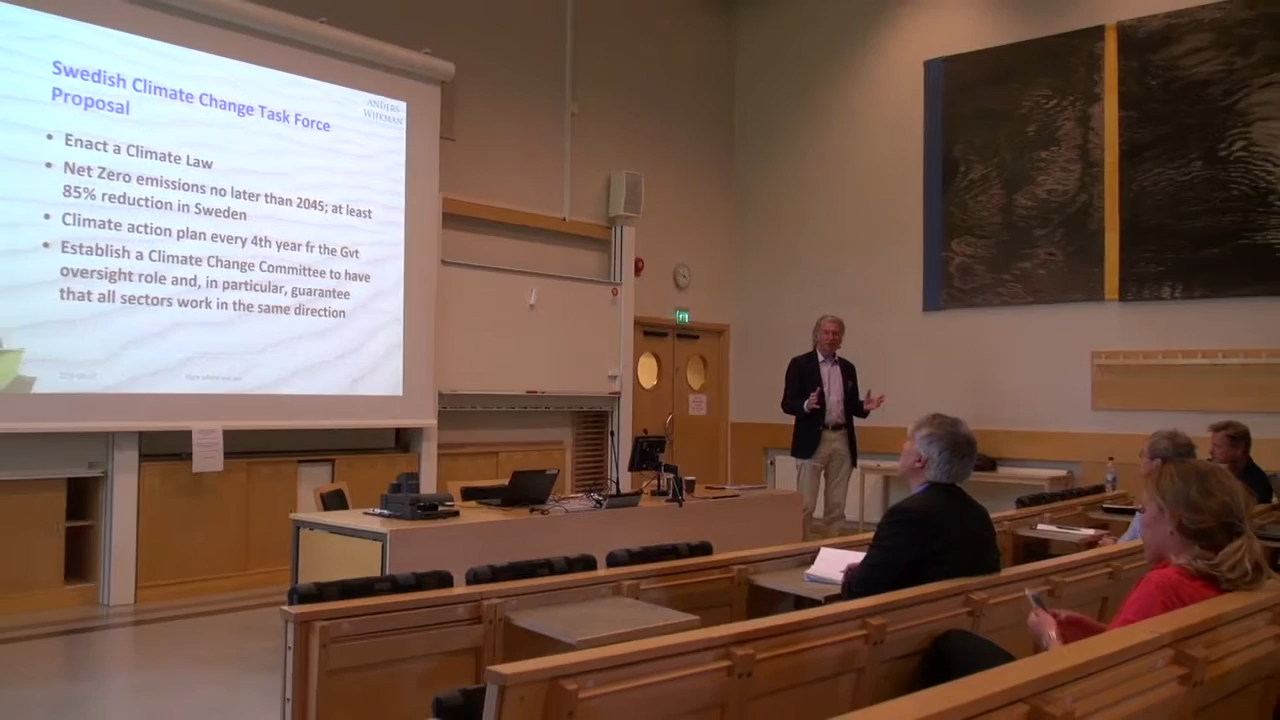 Swedish Climate Change Task Force
Proposal
ANDERS
WIJKMAN
• Enact a Climate Law
• Net Zero emissions no later than 2045; at least
85% reduction in Sweden
• Climate action plan every 4th year fr the Gvt
• Establish a Climate Change Committee to have
oversight role and, in particular, guarantee
that all sectors work in the same direction